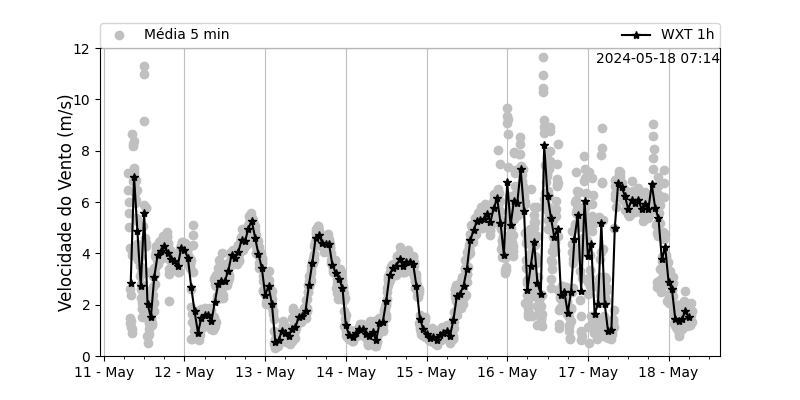 Média 5 min WXT 1h
2024-05-18 07:14
Velocidade do Vento (m/s)
12
10
8
6
4
2
0
11 - May 12 - May 13 - May 14 - May 15 - May 16 - May 17 - May 18 - May